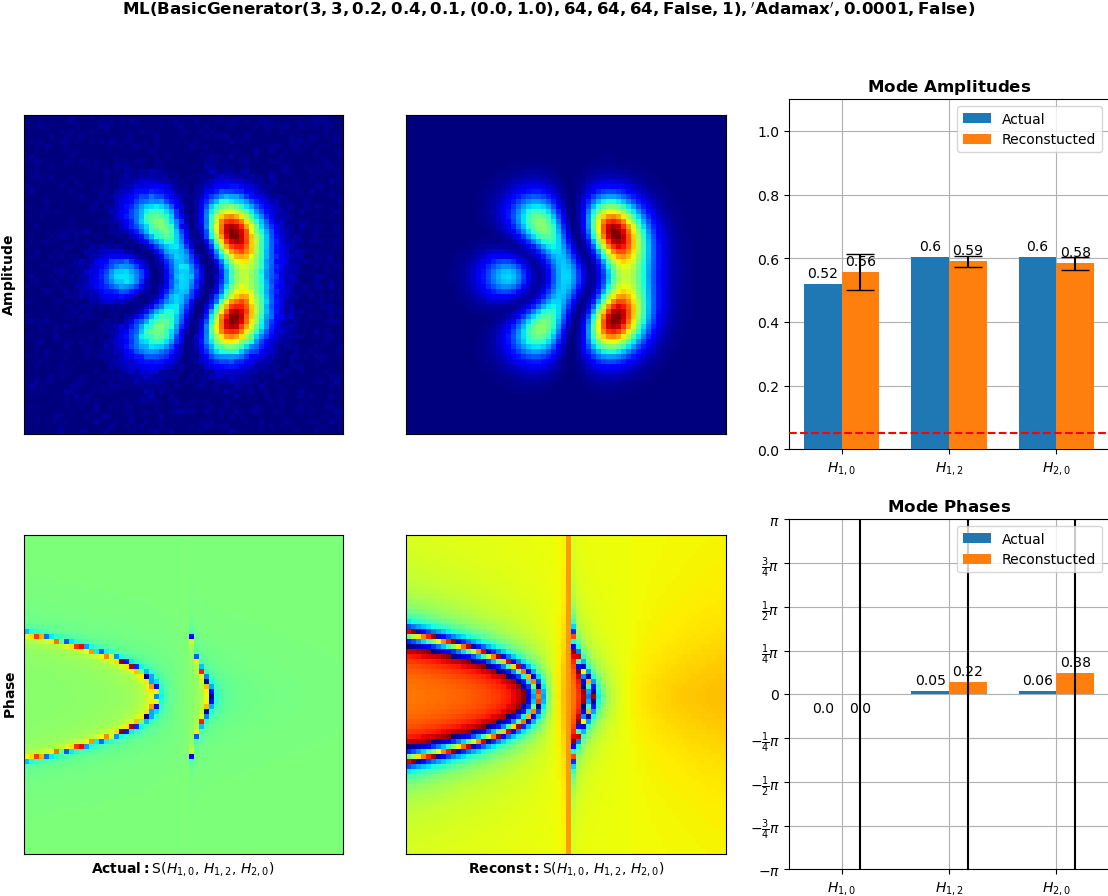 ML(BasicGenerator(3, 3, 0.2, 0.4, 0.1, (0.0, 1.0), 64, 64, 64, False, 1), ′Adamax′, 0.0001, False)
Mode Amplitudes
Actual
Reconstucted
1.0
0.8
0.6
0.4
0.2
0.0
0.52
0.56
0.6
0.59
0.6
0.58
H1,0
H1,2
H2,0
Amplitude
Mode Phases
Actual
Reconstucted
π
3/4π
1/2π
1/4π
0
−1/4π
−1/2π
−3/4π
−π
0.0
0.0
0.05
0.22
0.06
0.38
H1,0
H1,2
H2,0
Phase
Actual: S(H1,0, H1,2, H2,0)
Reconst: S(H1,0, H1,2, H2,0)